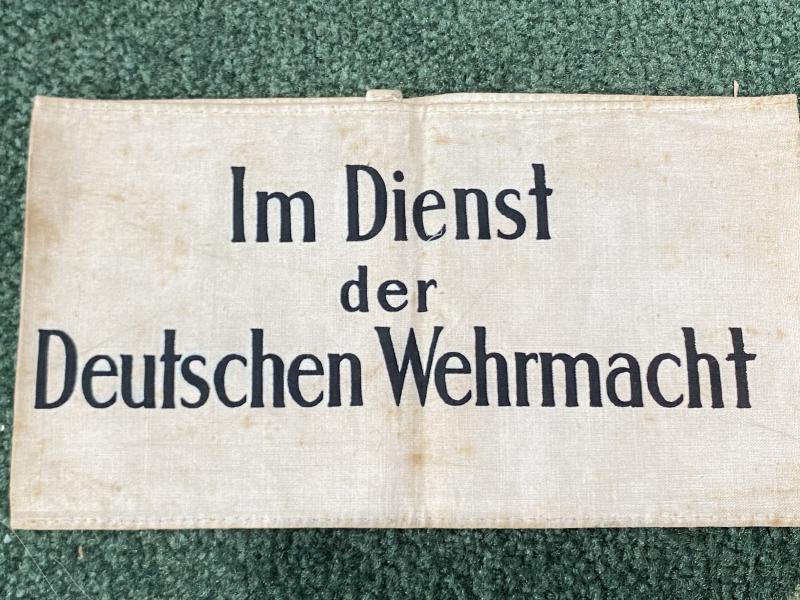 Im Dienst
der
Deutschen Wehrmacht